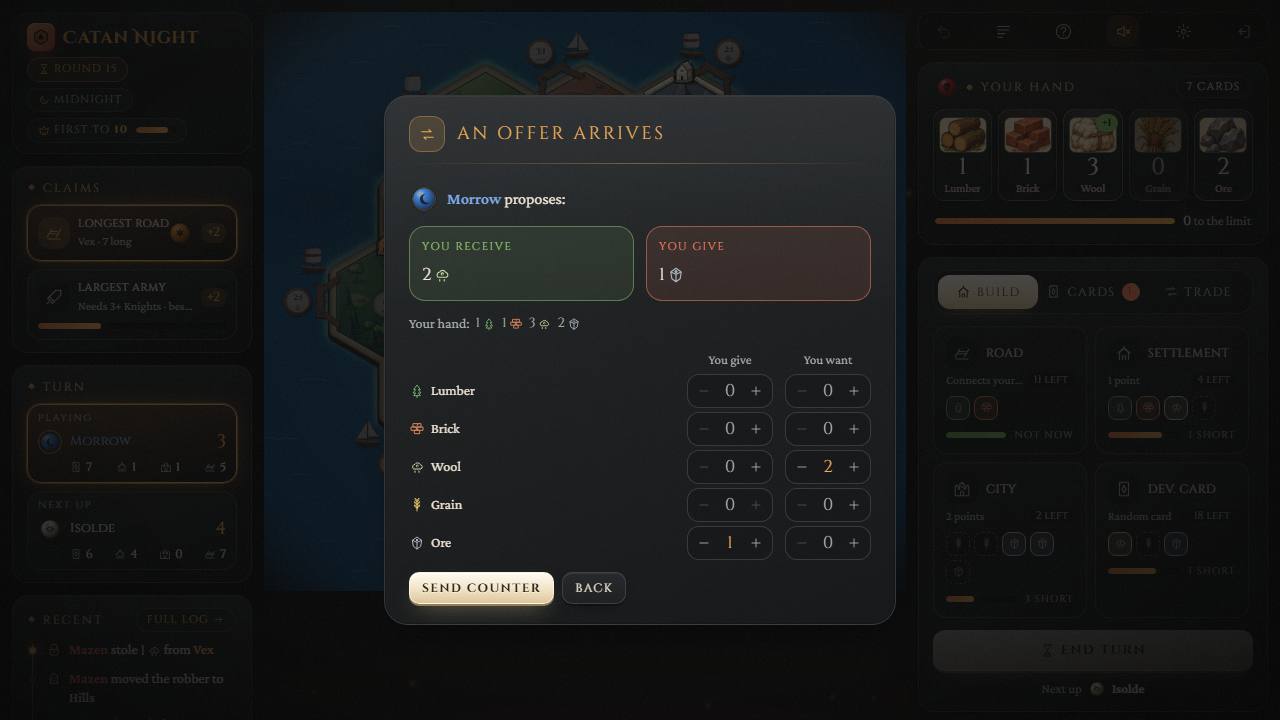 CATAN NIGHT
ROUND 15
MIDNIGHT
FIRST TO 10
CLAIMS
LONGEST ROAD
Vex · 7 long
+2
LARGEST ARMY
Needs 3+ Knights · bes...
+2
TURN
PLAYING
MORROW 3
7 1 1 5
NEXT UP
ISOLDE 4
6 4 0 7
RECENT
FULL LOG →
Mazen stole 1 from Vex
Mazen moved the robber to
Hills
AN OFFER ARRIVES
Morrow proposes:
YOU RECEIVE
2
YOU GIVE
1
Your hand: 1 1 3 2
You give You want
Lumber − 0 + − 0 +
Brick − 0 + − 0 +
Wool − 0 + − 2 +
Grain − 0 + − 0 +
Ore − 1 + − 0 +
SEND COUNTER
BACK
YOUR HAND
7 CARDS
+1
1 1 3 0 2
Lumber Brick Wool Grain Ore
0 to the limit
BUILD
CARDS
TRADE
ROAD
Connects your... 11 LEFT
NOT NOW
SETTLEMENT
1 point 4 LEFT
1 SHORT
CITY
2 points 2 LEFT
3 SHORT
DEV CARD
Random card 18 LEFT
1 SHORT
END TURN
Next up Isolde